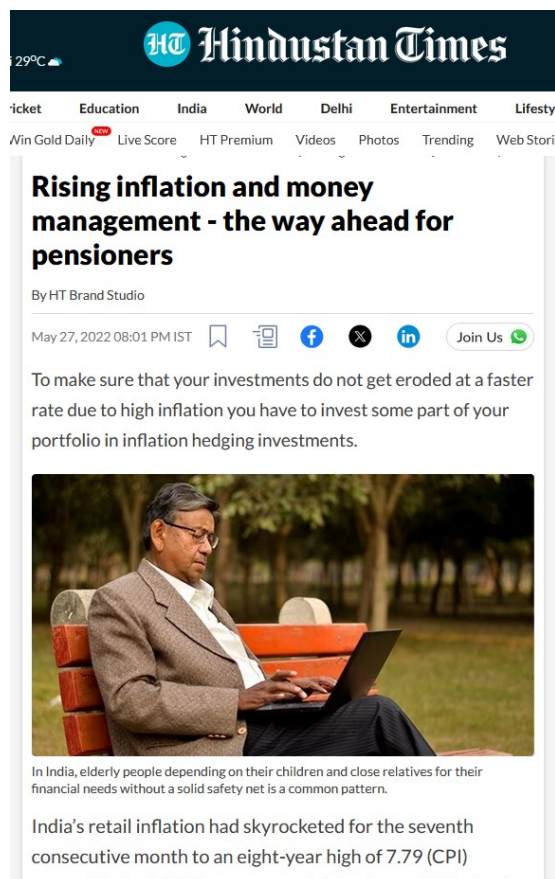 HT Hindustan Times
29°C
ricket Education India World Delhi Entertainment Lifesty
Win Gold Daily NEW Live Score HT Premium Videos Photos Trending Web Stori
Rising inflation and money
management - the way ahead for
pensioners
By HT Brand Studio
May 27, 2022 08:01 PM IST f X in Join Us
To make sure that your investments do not get eroded at a faster
rate due to high inflation you have to invest some part of your
portfolio in inflation hedging investments.
In India, elderly people depending on their children and close relatives for their
financial needs without a solid safety net is a common pattern.
India's retail inflation had skyrocketed for the seventh
consecutive month to an eight-year high of 7.79 (CPI)